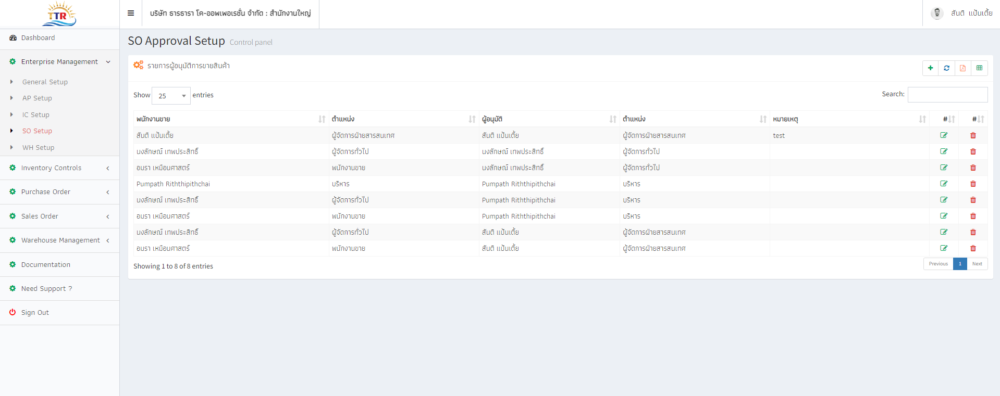 TTR
บริษัท ธารธารา โค-ออพเพอเรชั่น จำกัด : สำนักงานใหญ่
สันติ แป้นเตี้ย
Dashboard
Enterprise Management
General Setup
AP Setup
IC Setup
SO Setup
WH Setup
Inventory Controls
Purchase Order
Sales Order
Warehouse Management
Documentation
Need Support ?
Sign Out
SO Approval Setup Control panel
รายการผู้อนุมัติการขายสินค้า
Show 25 entries Search:
พนักงานขาย ตำแหน่ง ผู้อนุมัติ ตำแหน่ง หมายเหตุ # #
สันติ แป้นเตี้ย ผู้จัดการฝ่ายสารสนเทศ สันติ แป้นเตี้ย ผู้จัดการฝ่ายสารสนเทศ test
นงลักษณ์ เทพประสิทธิ์ ผู้จัดการทั่วไป นงลักษณ์ เทพประสิทธิ์ ผู้จัดการทั่วไป
อมรา เหมือนศาสตร์ พนักงานขาย นงลักษณ์ เทพประสิทธิ์ ผู้จัดการทั่วไป
Pumpath Riththipithchai บริหาร Pumpath Riththipithchai บริหาร
นงลักษณ์ เทพประสิทธิ์ ผู้จัดการทั่วไป Pumpath Riththipithchai บริหาร
อมรา เหมือนศาสตร์ พนักงานขาย Pumpath Riththipithchai บริหาร
นงลักษณ์ เทพประสิทธิ์ ผู้จัดการทั่วไป สันติ แป้นเตี้ย ผู้จัดการฝ่ายสารสนเทศ
อมรา เหมือนศาสตร์ พนักงานขาย สันติ แป้นเตี้ย ผู้จัดการฝ่ายสารสนเทศ
Showing 1 to 8 of 8 entries Previous 1 Next